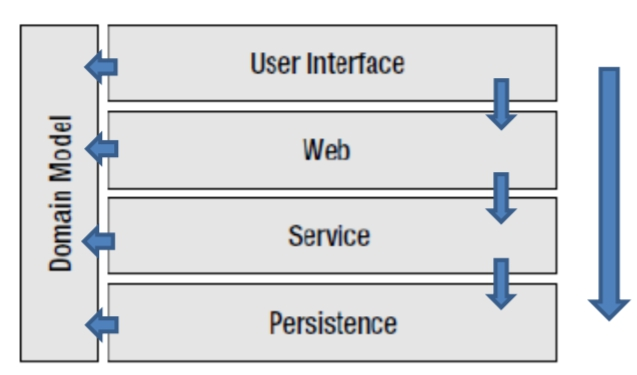 Domain Model
User Interface
Web
Service
Persistence